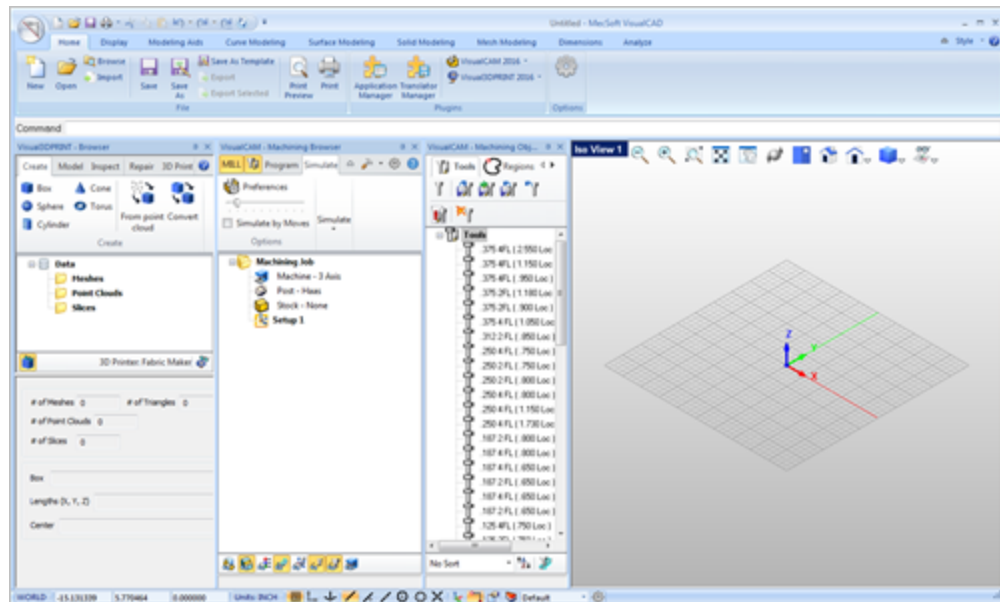 Untitled - MecSoft VisualCAD
Home Display Modeling Aids Curve Modeling Surface Modeling Solid Modeling Mesh Modeling Dimensions Analyze Style
New Open Browse Import Save Save As Save As Template Export Export Selected Print Preview Print Application Manager Translator Manager VisualCAM 2016 Visual3DPRINT 2016
File Plugins Options
Command
Visual3DPRINT - Browser
Create Model Inspect Repair 3D Print
Box Cone
Sphere Torus
Cylinder
From point cloud Convert
Create
Data
Meshes
Point Clouds
Slices
3D Printer: Fabric Maker
# of Meshes 0 # of Triangles 0
# of Point Clouds 0
# of Slices 0
Box
Lengths (X, Y, Z)
Center
VisualCAM - Machining Browser
MILL Program Simulate
Preferences
Simulate by Moves
Simulate
Options
Machining Job
Machine - 3 Axis
Post - Haas
Stock - None
Setup 1
VisualCAM - Machining Obj...
Tools Regions
Tools
.375 4FL ( 2.550 Loc
.375 4FL ( 1.150 Loc
.375 4FL ( .950 Loc )
.375 2FL ( 1.180 Loc
.375 2FL ( .900 Loc )
.375 4 FL ( 1.050 Loc
.312 2 FL ( .850 Loc )
.250 4 FL ( .750 Loc )
.250 2 FL ( .750 Loc )
.250 2 FL ( .800 Loc )
.250 4 FL ( .800 Loc )
.250 4 FL ( 1.150 Loc
.250 4 FL ( 1.730 Loc
.187 2 FL ( .800 Loc )
.187 4 FL ( .800 Loc )
.187 4 FL ( .650 Loc )
.187 2 FL ( .650 Loc )
.187 4 FL ( .650 Loc )
.187 2 FL ( .650 Loc )
.125 4FL ( .750 Loc )
No Sort
Iso View 1
Z
Y
X
WORLD -15.131339 5.770464 0.000000 Units: INCH Default